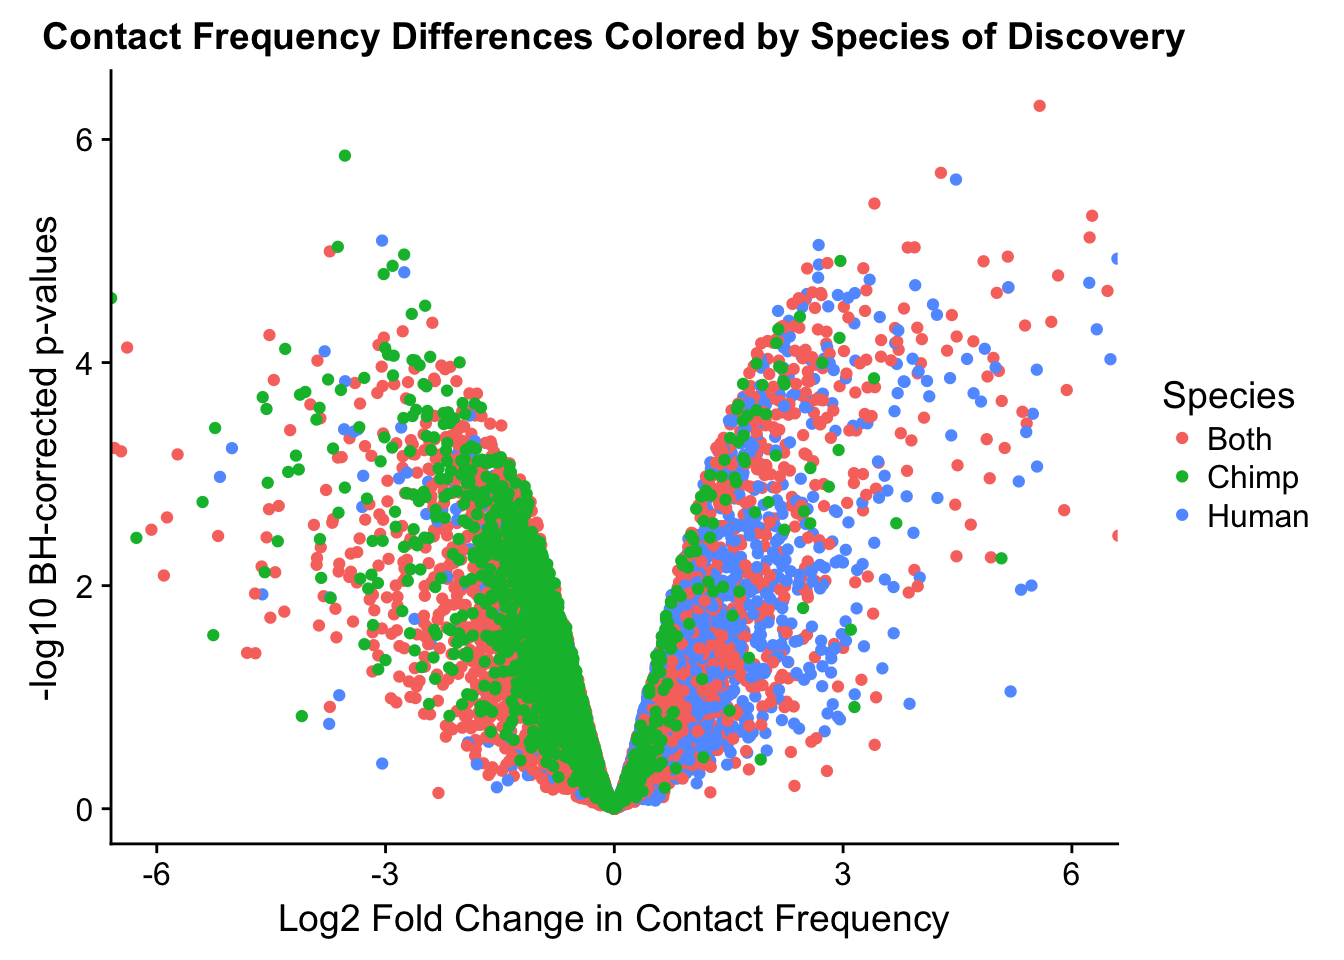 Contact Frequency Differences Colored by Species of Discovery
-log10 BH-corrected p-values
6
4
2
0
-6
-3
0
3
6
Log2 Fold Change in Contact Frequency
Species
Both
Chimp
Human